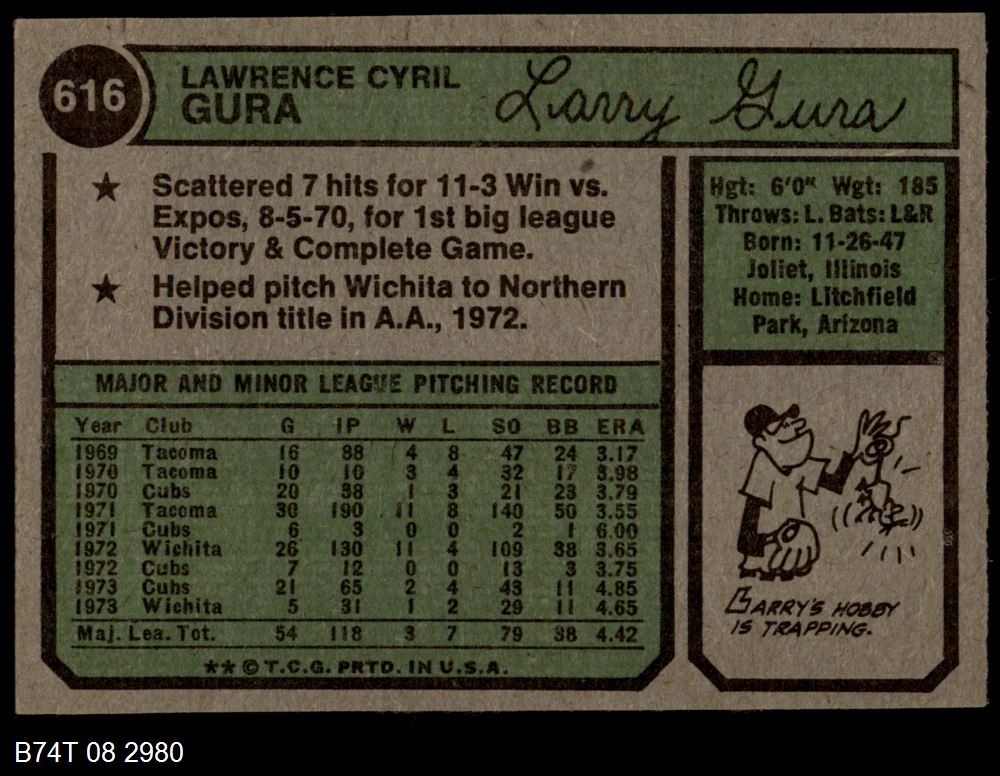 616
LAWRENCE CYRIL
GURA
Larry Gura
★ Scattered 7 hits for 11-3 Win vs.
Expos, 8-5-70, for 1st big league
Victory & Complete Game.
★ Helped pitch Wichita to Northern
Division title in A.A., 1972.
Hgt: 6'0" Wgt: 185
Throws: L. Bats: L&R
Born: 11-26-47
Joliet, Illinois
Home: Litchfield
Park, Arizona
MAJOR AND MINOR LEAGUE PITCHING RECORD
Year Club G IP W L SO BB ERA
1969 Tacoma 16 88 4 8 47 24 3.17
1970 Tacoma 10 10 3 4 32 17 3.98
1970 Cubs 20 38 1 3 21 23 3.79
1971 Tacoma 30 190 11 8 140 50 3.55
1971 Cubs 6 3 0 0 2 1 6.00
1972 Wichita 26 130 11 4 109 38 3.65
1972 Cubs 7 12 0 0 13 3 3.75
1973 Cubs 21 65 2 4 43 11 4.85
1973 Wichita 5 31 1 2 29 11 4.65
Maj. Lea. Tot. 54 118 3 7 79 38 4.42
** © T.C.G. PRTD. IN U.S.A.
BARRY'S HOBBY
IS TRAPPING.
B74T 08 2980